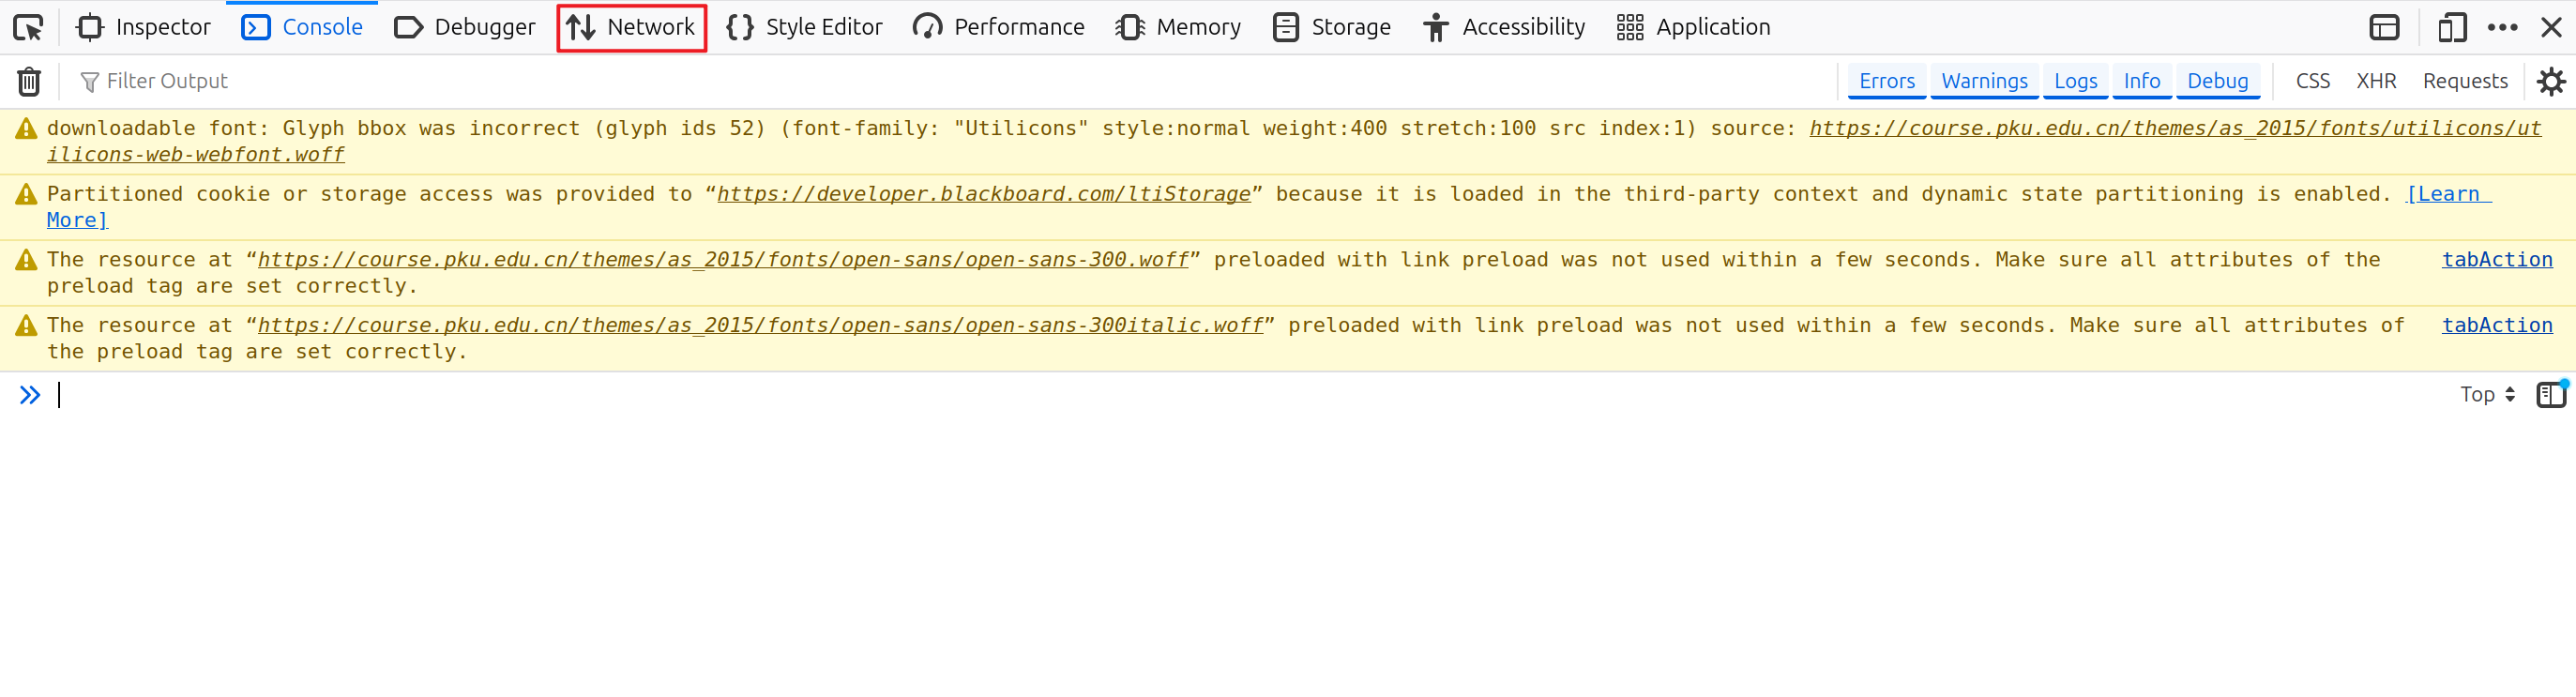 Inspector Console Debugger Network Style Editor Performance Memory Storage Accessibility Application
Filter Output Errors Warnings Logs Info Debug CSS XHR Requests
downloadable font: Glyph bbox was incorrect (glyph ids 52) (font-family: "Utilicons" style:normal weight:400 stretch:100 src index:1) source: https://course.pku.edu.cn/themes/as_2015/fonts/utilicons/ut
ilicons-web-webfont.woff
Partitioned cookie or storage access was provided to “https://developer.blackboard.com/ltiStorage” because it is loaded in the third-party context and dynamic state partitioning is enabled. [Learn
More]
The resource at “https://course.pku.edu.cn/themes/as_2015/fonts/open-sans/open-sans-300.woff” preloaded with link preload was not used within a few seconds. Make sure all attributes of the tabAction
preload tag are set correctly.
The resource at “https://course.pku.edu.cn/themes/as_2015/fonts/open-sans/open-sans-300italic.woff” preloaded with link preload was not used within a few seconds. Make sure all attributes of tabAction
the preload tag are set correctly.
Top